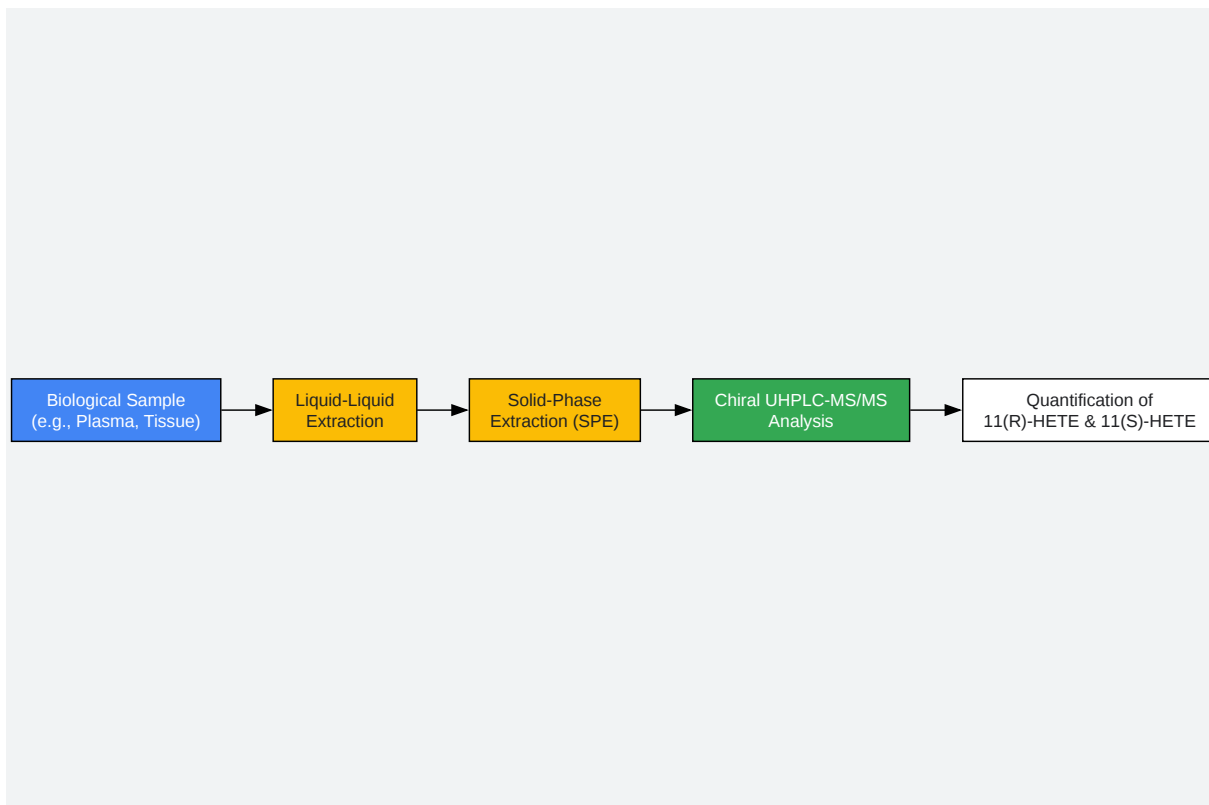 Biological Sample
(e.g., Plasma, Tissue)
Liquid-Liquid
Extraction
Solid-Phase
Extraction (SPE)
Chiral UHPLC-MS/MS
Analysis
Quantification of
11(R)-HETE & 11(S)-HETE